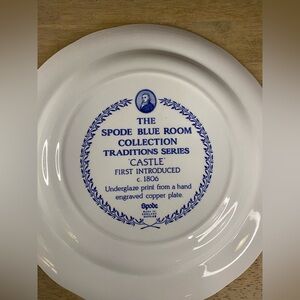 THE
SPODE BLUE ROOM
COLLECTION
TRADITIONS SERIES
'CASTLE'
FIRST INTRODUCED
c. 1806
Underglaze print from a hand
engraved copper plate.
Spode